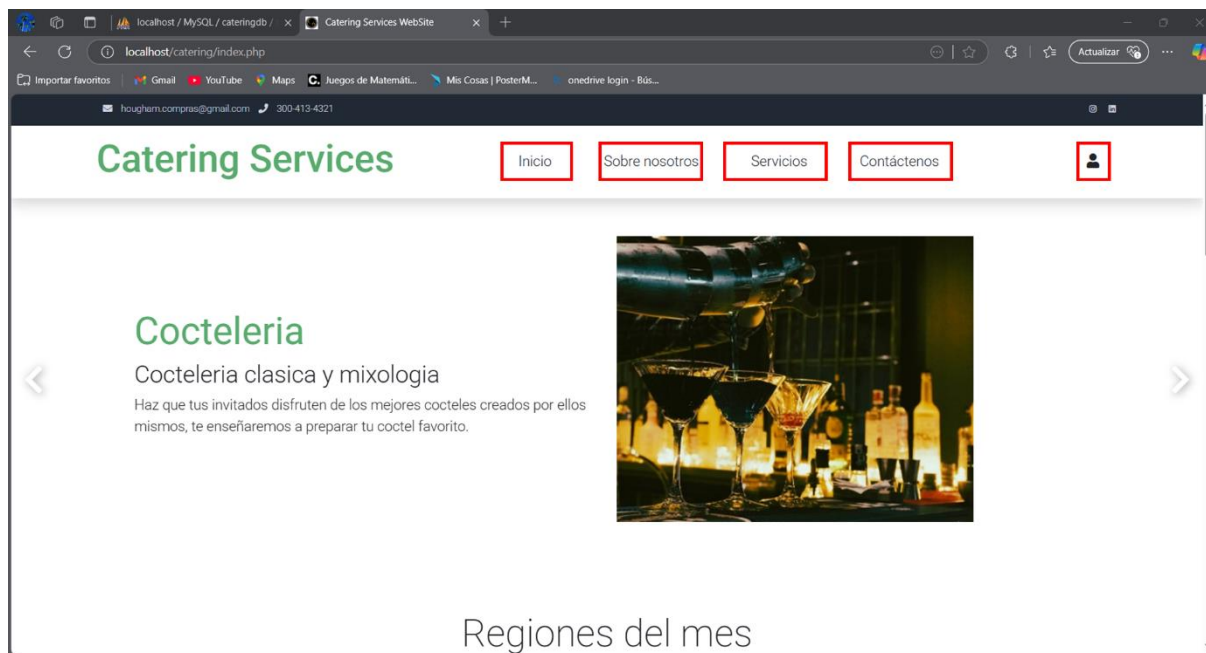 localhost / MySQL / cateringdb /
Catering Services WebSite
localhost/catering/index.php
Actualizar
Importar favoritos
Gmail
YouTube
Maps
Juegos de Matemáti...
Mis Cosas | PosterM...
onedrive login - Bús...
hougham.compras@gmail.com 300-413-4321
Catering Services
Inicio
Sobre nosotros
Servicios
Contáctenos
Cocteleria
Cocteleria clasica y mixologia
Haz que tus invitados disfruten de los mejores cocteles creados por ellos
mismos, te enseñaremos a preparar tu coctel favorito.
Regiones del mes